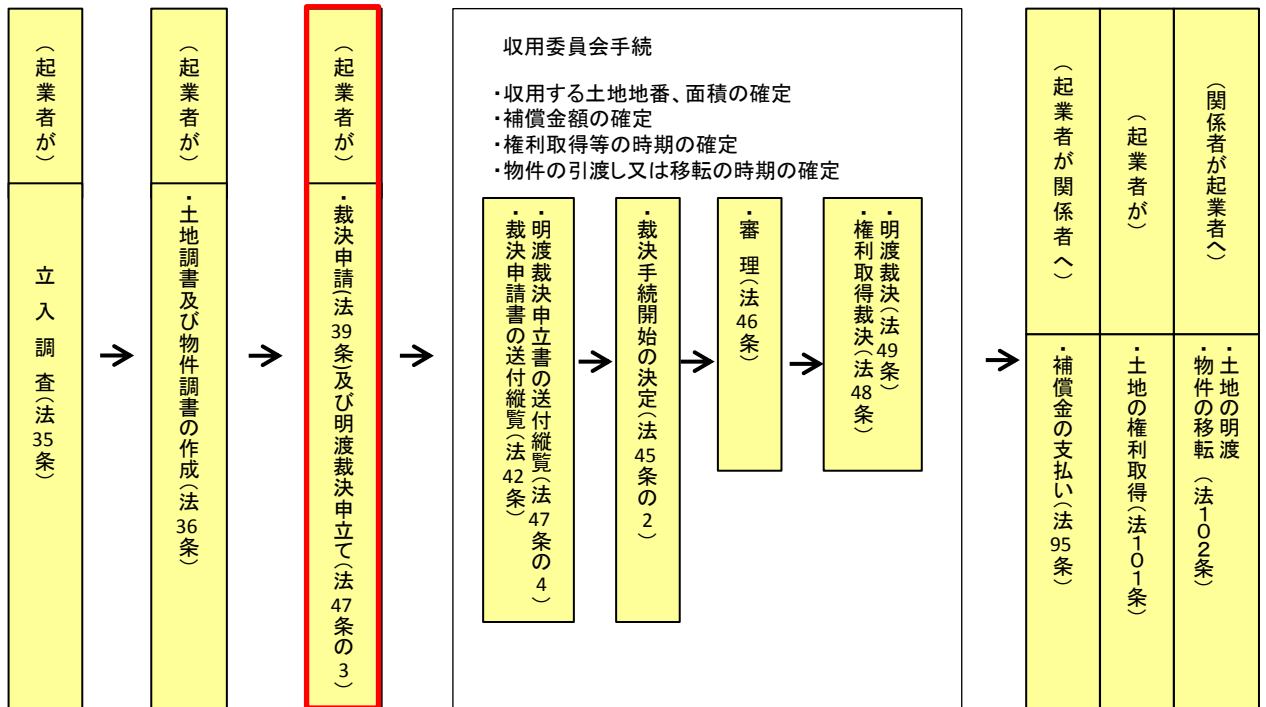 （起業者が）
立入調査（法35条）
（起業者が）
・土地調書及び物件調書の作成（法36条）
（起業者が）
・裁決申請（法39条）及び明渡裁決申立て（法47条の3）
収用委員会手続
・収用する土地地番、面積の確定
・補償金額の確定
・権利取得等の時期の確定
・物件の引渡し又は移転の時期の確定
・明渡裁決申立書の送付縦覧（法47条の4）
・裁決申請書の送付縦覧（法42条）
・裁決手続開始の決定（法45条の2）
・審理（法46条）
・明渡裁決（法49条）
・権利取得裁決（法48条）
（起業者が関係者へ）
・補償金の支払い（法95条）
（起業者が）
・土地の権利取得（法１０１条）
（関係者が起業者へ）
・土地の明渡
・物件の移転（法１０２条）